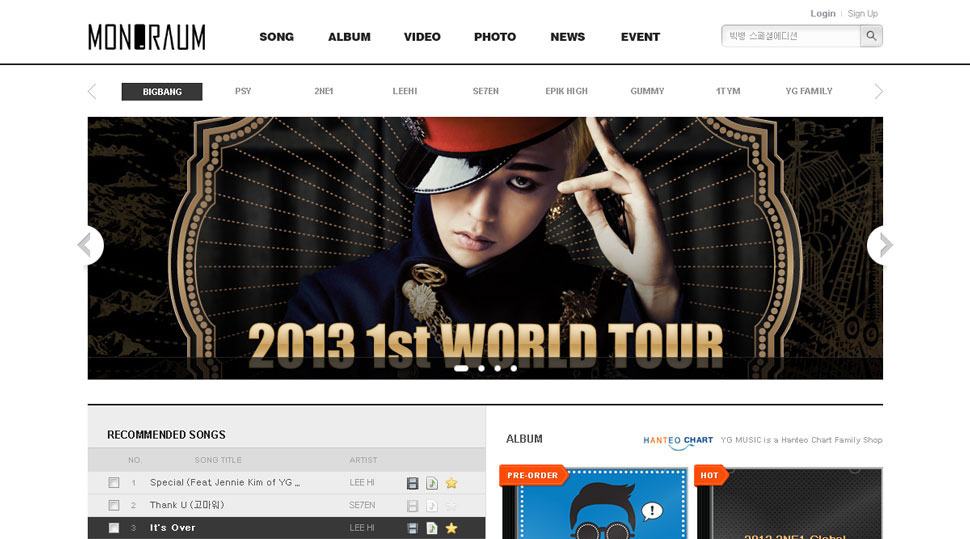 Login | Sign Up
MONORAUM
SONG ALBUM VIDEO PHOTO NEWS EVENT
빅뱅 스페셜에디션
BIGBANG PSY 2NE1 LEEHI SE7EN EPIK HIGH GUMMY 1TYM YG FAMILY
2013 1st WORLD TOUR
RECOMMENDED SONGS
NO. SONG TITLE ARTIST
1 Special (Feat. Jennie Kim of YG ... LEE HI
2 Thank U (고마워) SE7EN
3 It's Over LEE HI
ALBUM
HANTEO CHART YG MUSIC is a Hanteo Chart Family Shop
PRE-ORDER
!
HOT
2012 2NE1 Global